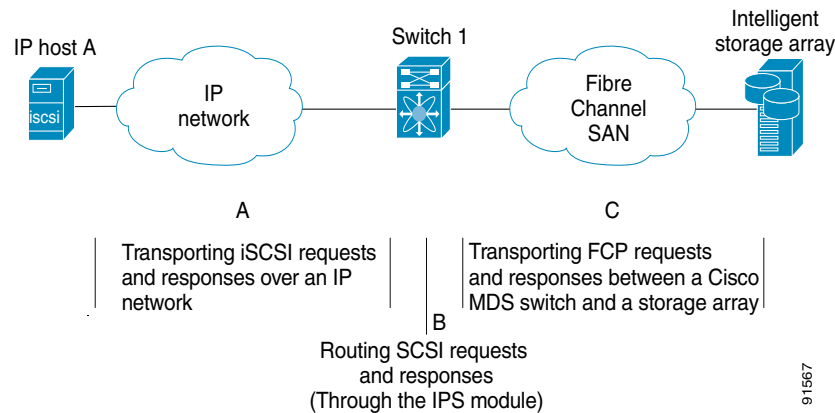 Intelligent
storage array
IP host A
Switch 1
iscsi
IP
network
Fibre
Channel
SAN
A
C
Transporting iSCSI requests
and responses over an IP
network
Transporting FCP requests
and responses between a Cisco
MDS switch and a storage array
B
Routing SCSI requests
and responses
(Through the IPS module)
91567